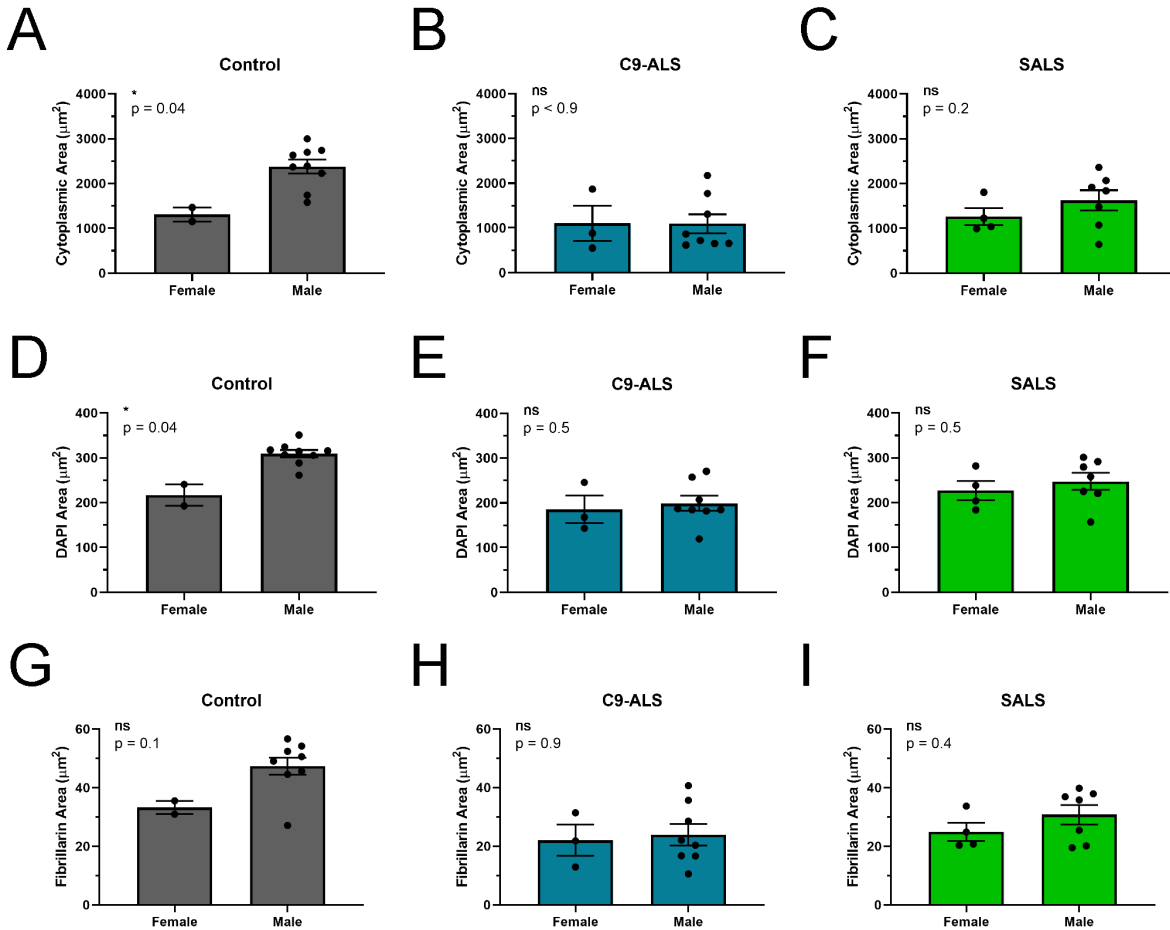 A
Control
*
p = 0.04
Cytoplasmic Area (μm²)
4000
3000
2000
1000
0
Female
Male
B
C9-ALS
ns
p < 0.9
Cytoplasmic Area (μm²)
4000
3000
2000
1000
0
Female
Male
C
SALS
ns
p = 0.2
Cytoplasmic Area (μm²)
4000
3000
2000
1000
0
Female
Male
D
Control
*
p = 0.04
DAPI Area (μm²)
400
300
200
100
0
Female
Male
E
C9-ALS
ns
p = 0.5
DAPI Area (μm²)
400
300
200
100
0
Female
Male
F
SALS
ns
p = 0.5
DAPI Area (μm²)
400
300
200
100
0
Female
Male
G
Control
ns
p = 0.1
Fibrillarin Area (μm²)
60
40
20
0
Female
Male
H
C9-ALS
ns
p = 0.9
Fibrillarin Area (μm²)
60
40
20
0
Female
Male
I
SALS
ns
p = 0.4
Fibrillarin Area (μm²)
60
40
20
0
Female
Male